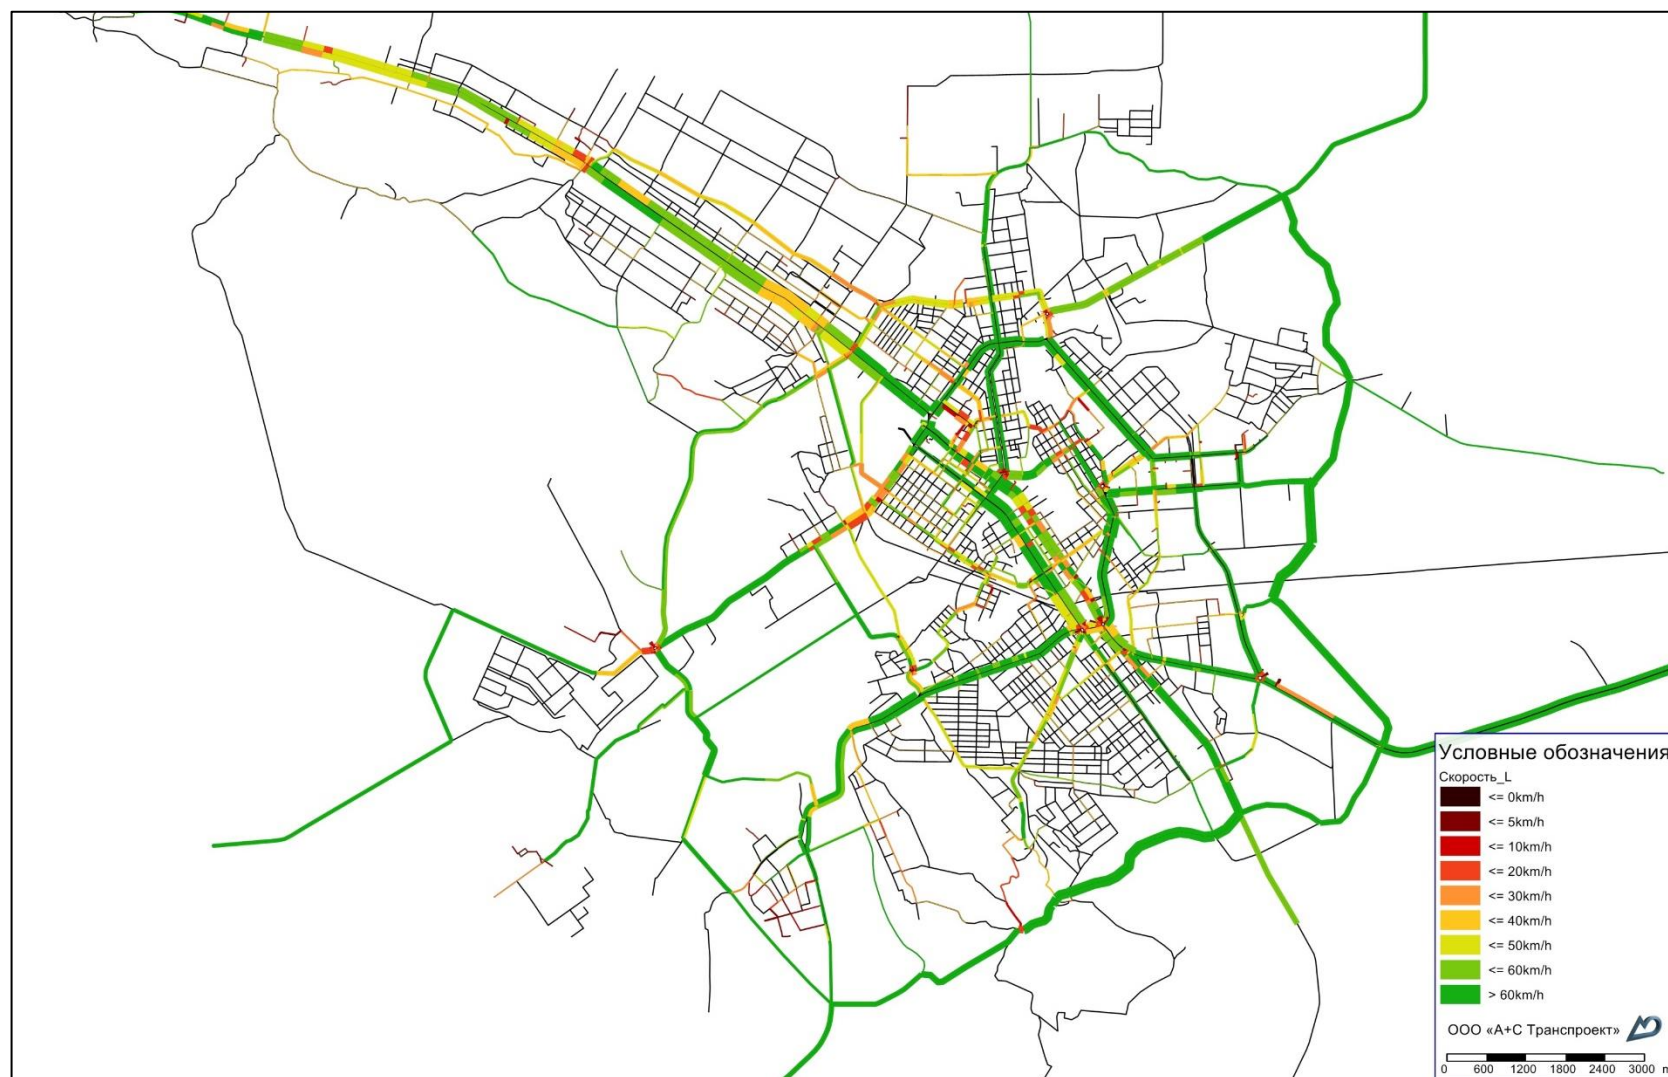 Условные обозначения
Скорость_L
<= 0km/h
<= 5km/h
<= 10km/h
<= 20km/h
<= 30km/h
<= 40km/h
<= 50km/h
<= 60km/h
> 60km/h
ООО «А+С Транспроект»
0 600 1200 1800 2400 3000 m